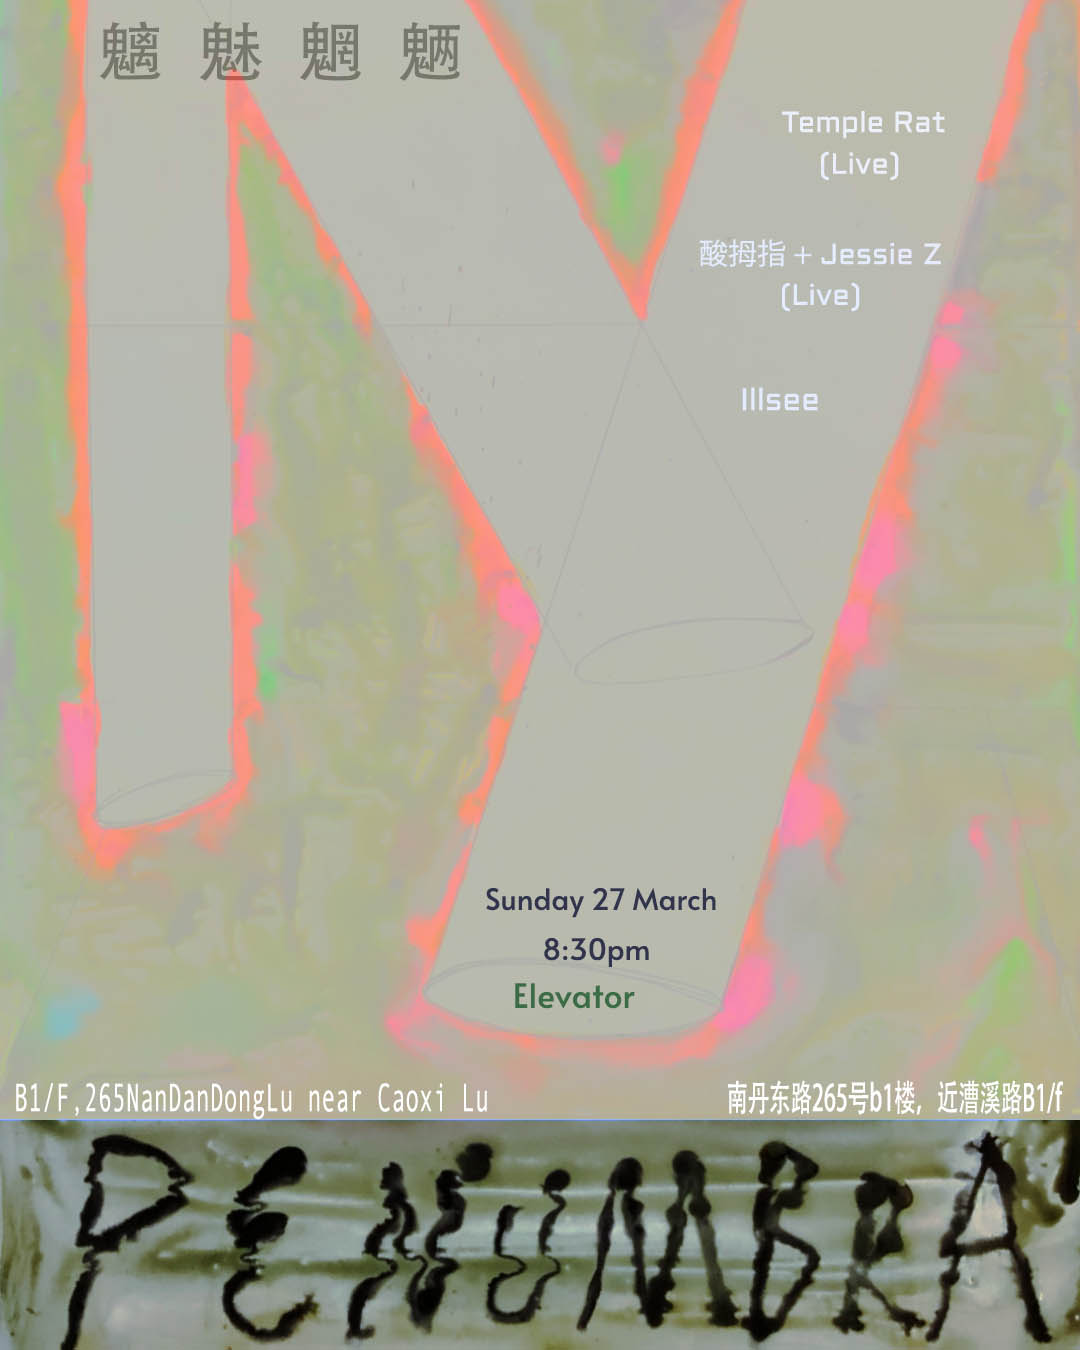 魑 魅 魍 魉
Temple Rat
(Live)
酸拇指 + Jessie Z
(Live)
Illsee
Sunday 27 March
8:30pm
Elevator
B1/F,265NanDanDongLu near Caoxi Lu
南丹东路265号b1楼，近漕溪路B1/f
PENUMBRA